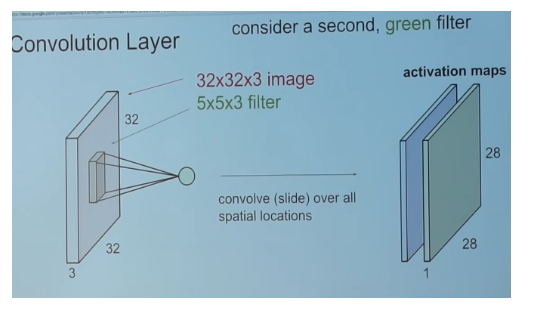 Convolution Layer
consider a second, green filter
32x32x3 image
5x5x3 filter
activation maps
32
28
convolve (slide) over all
spatial locations
32
28
3
1